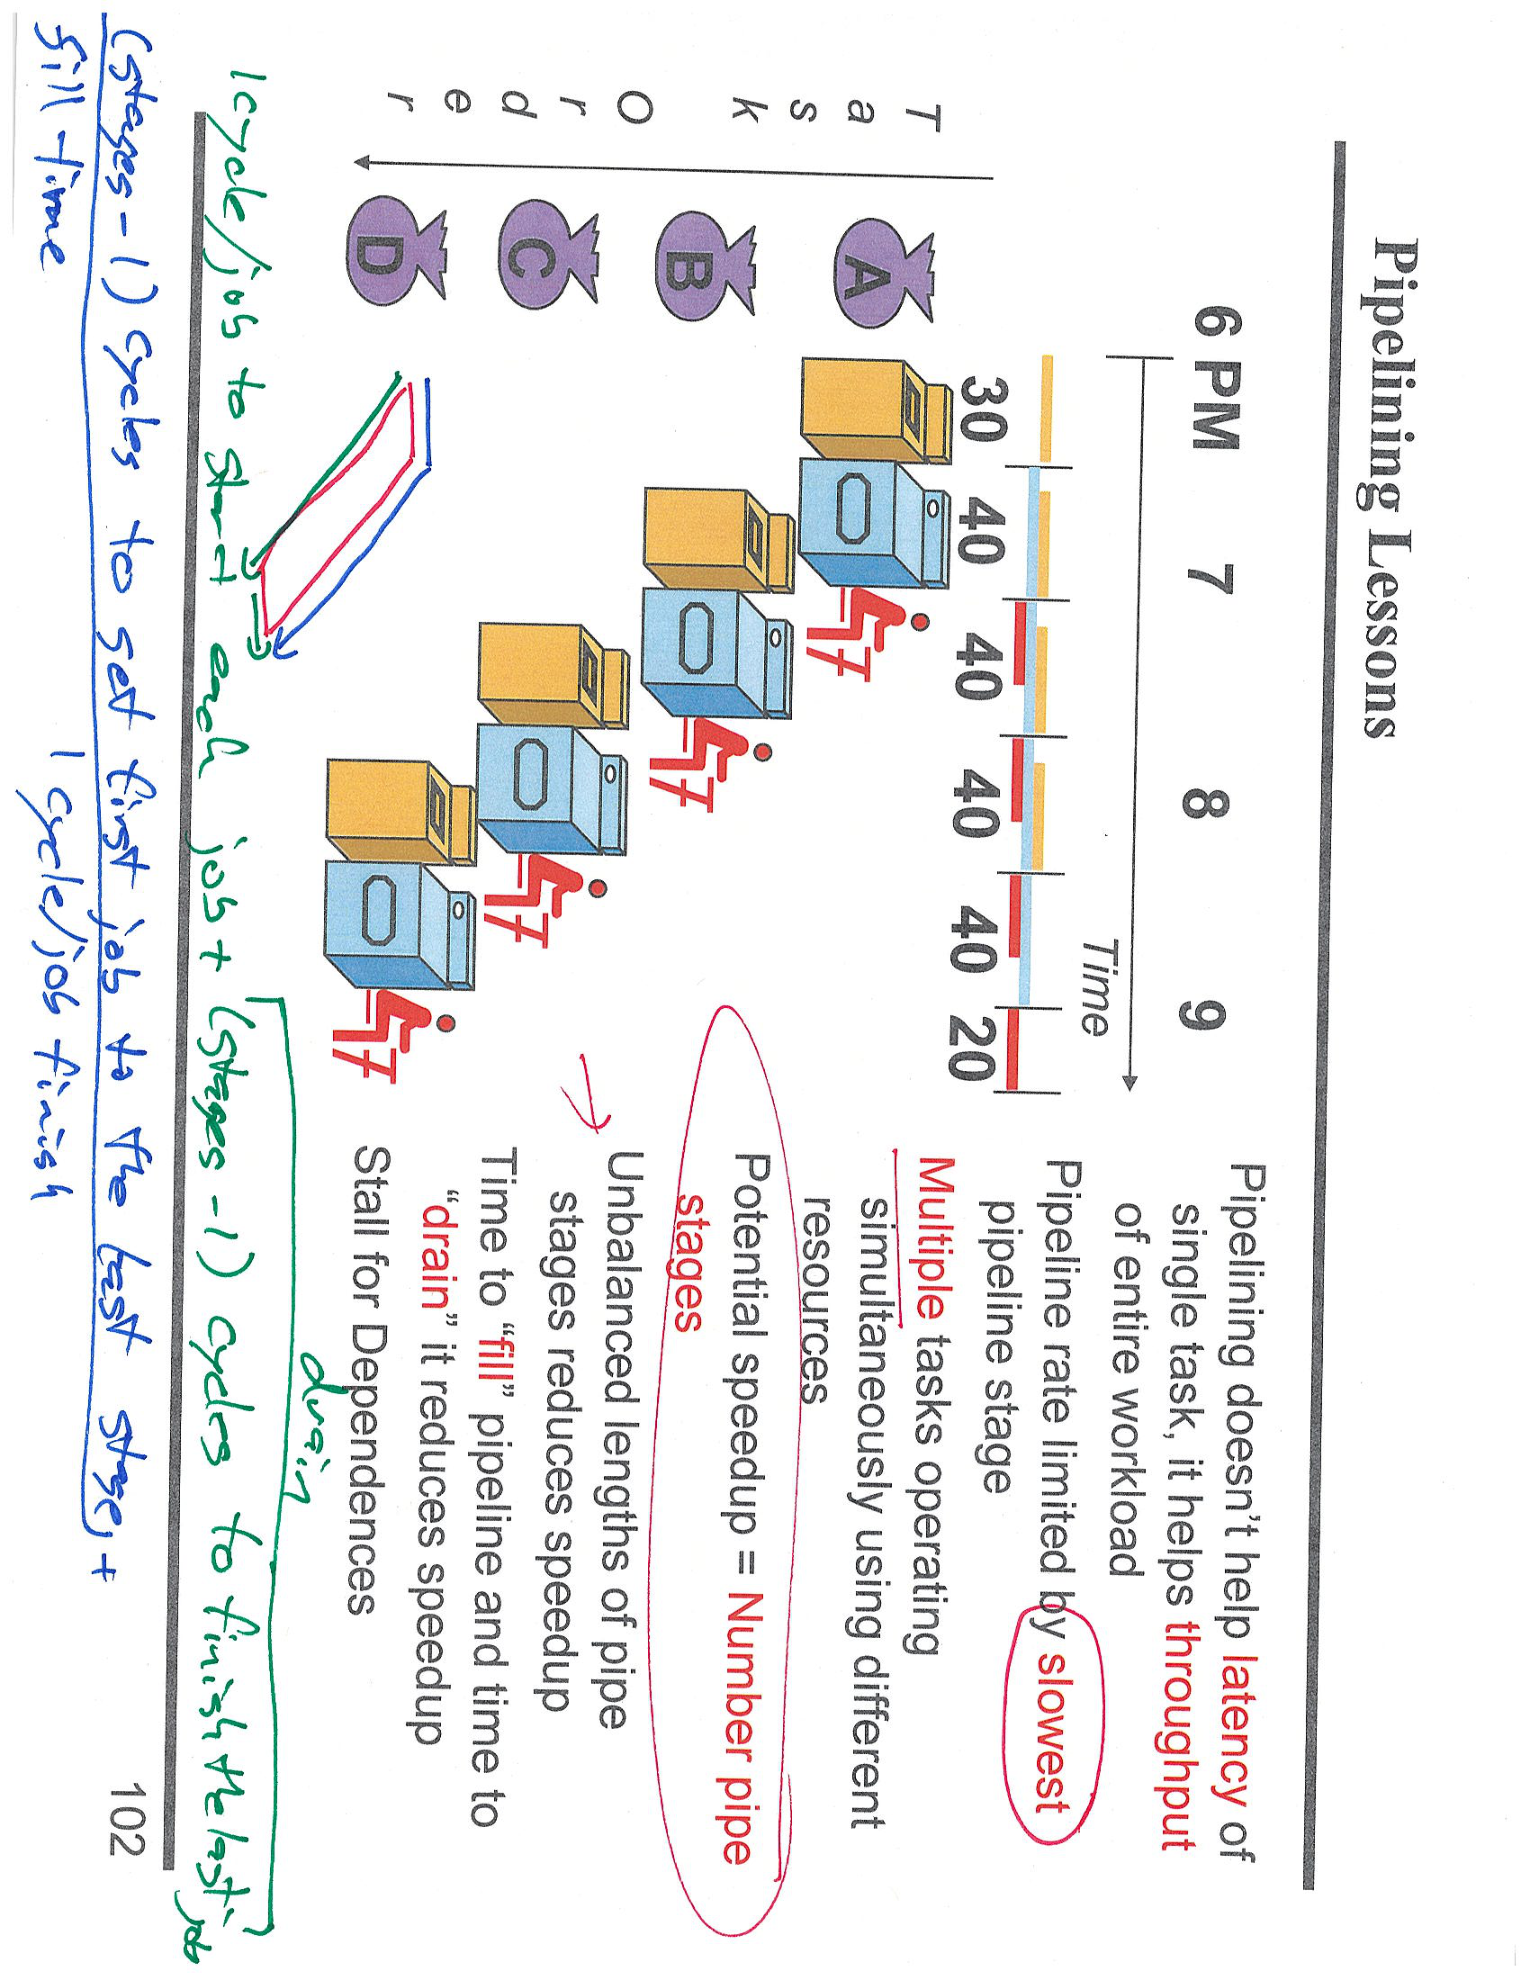 Pipelining Lessons
6 PM
7
8
9
Time
30
40
40
40
40
20
Task Order
A
B
C
D
Pipelining doesn't help latency of
single task, it helps throughput
of entire workload
Pipeline rate limited by slowest
pipeline stage
Multiple tasks operating
simultaneously using different
resources
Potential speedup = Number pipe
stages
Unbalanced lengths of pipe
stages reduces speedup
Time to “fill” pipeline and time to
“drain” it reduces speedup
Stall for Dependences
drain
1 cycle/job to start each job + (stages-1) cycles to finish the last job
102
(stages-1) cycles to get first job to the last stage, +
fill time
1 cycle/job finish